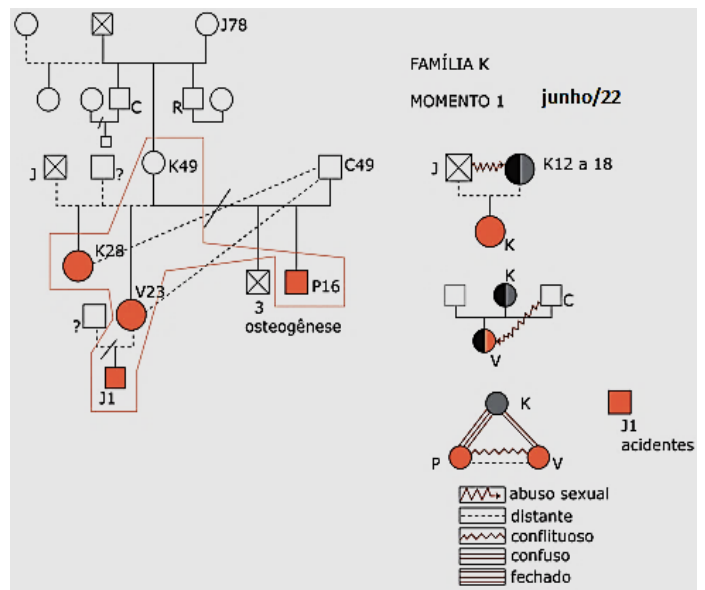 J78
C
R
J
?
K49
C49
K28
V23
?
3
osteogênese
P16
J1
FAMÍLIA K
MOMENTO 1 junho/22
J
K12 a 18
K
K
C
V
K
P
V
J1
acidentes
abuso sexual
distante
conflituoso
confuso
fechado